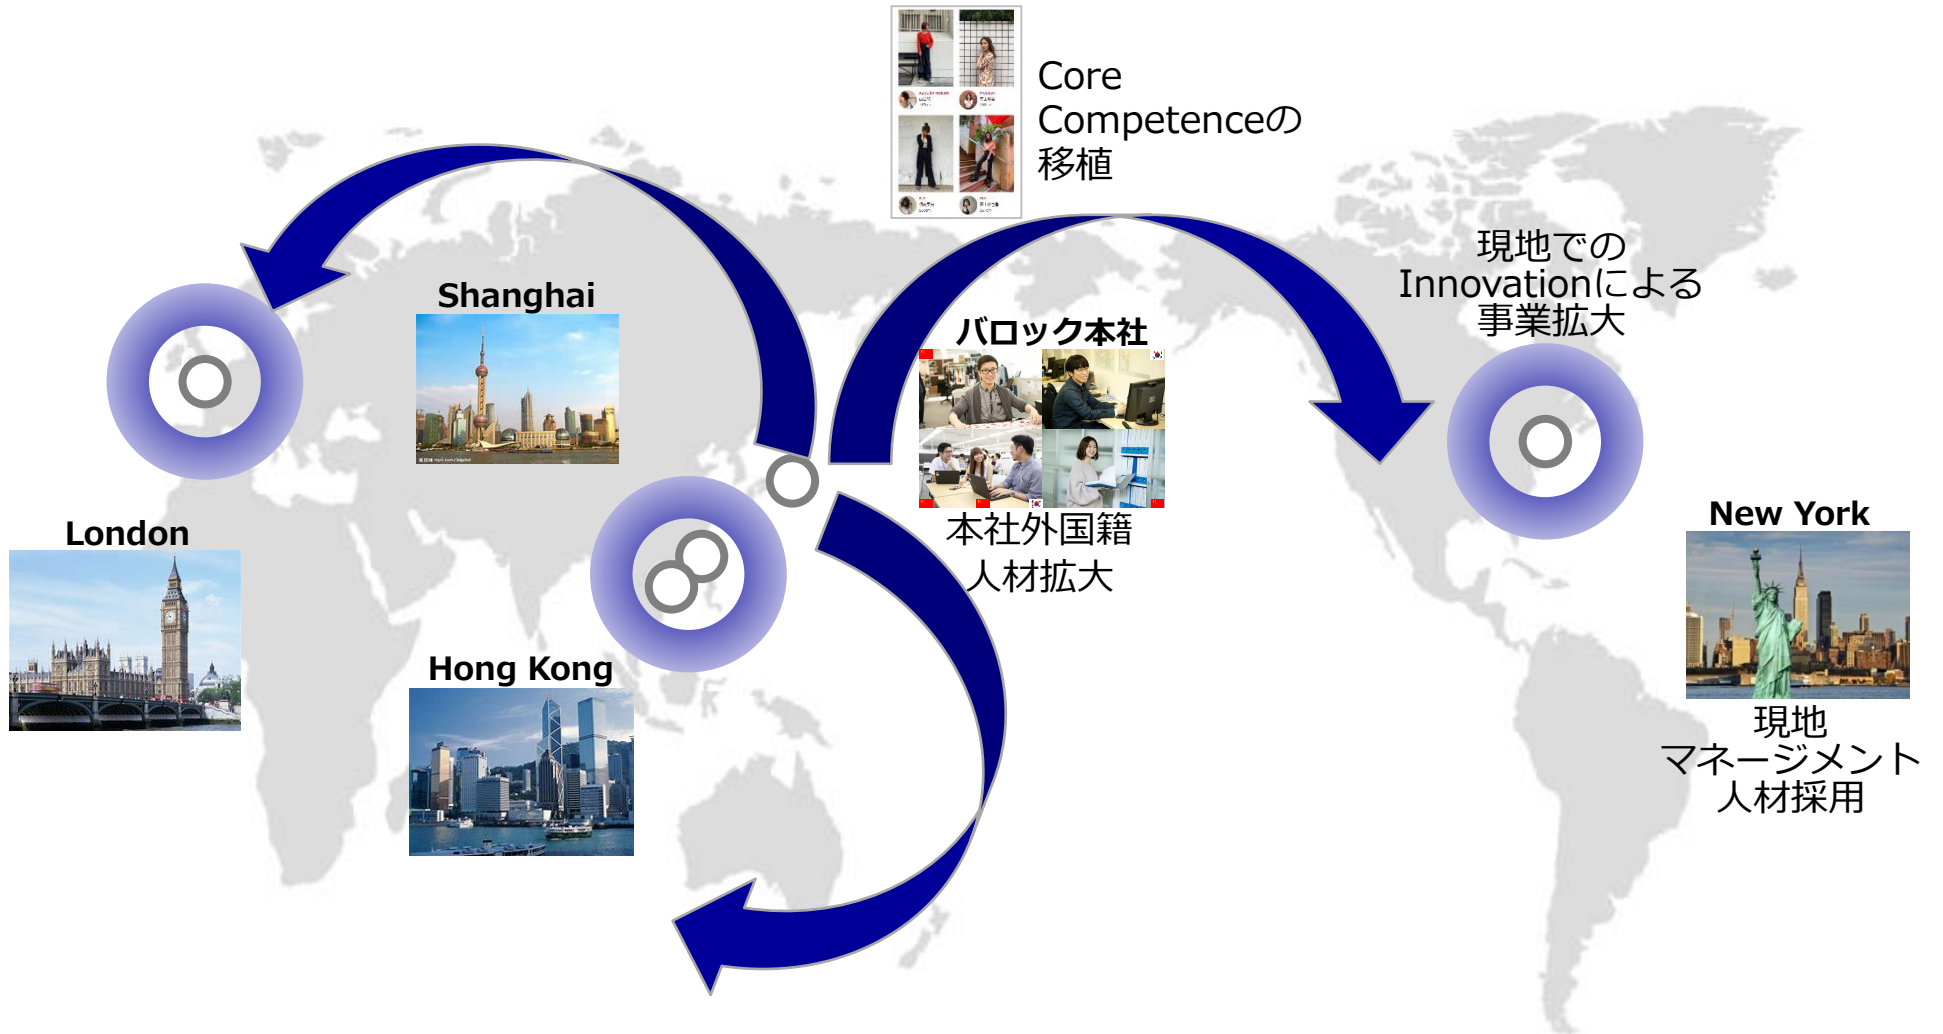 Core
Competenceの
移植
現地での
Innovationによる
事業拡大
Shanghai
バロック本社
本社外国籍
人材拡大
London
New York
現地
マネージメント
人材採用
Hong Kong